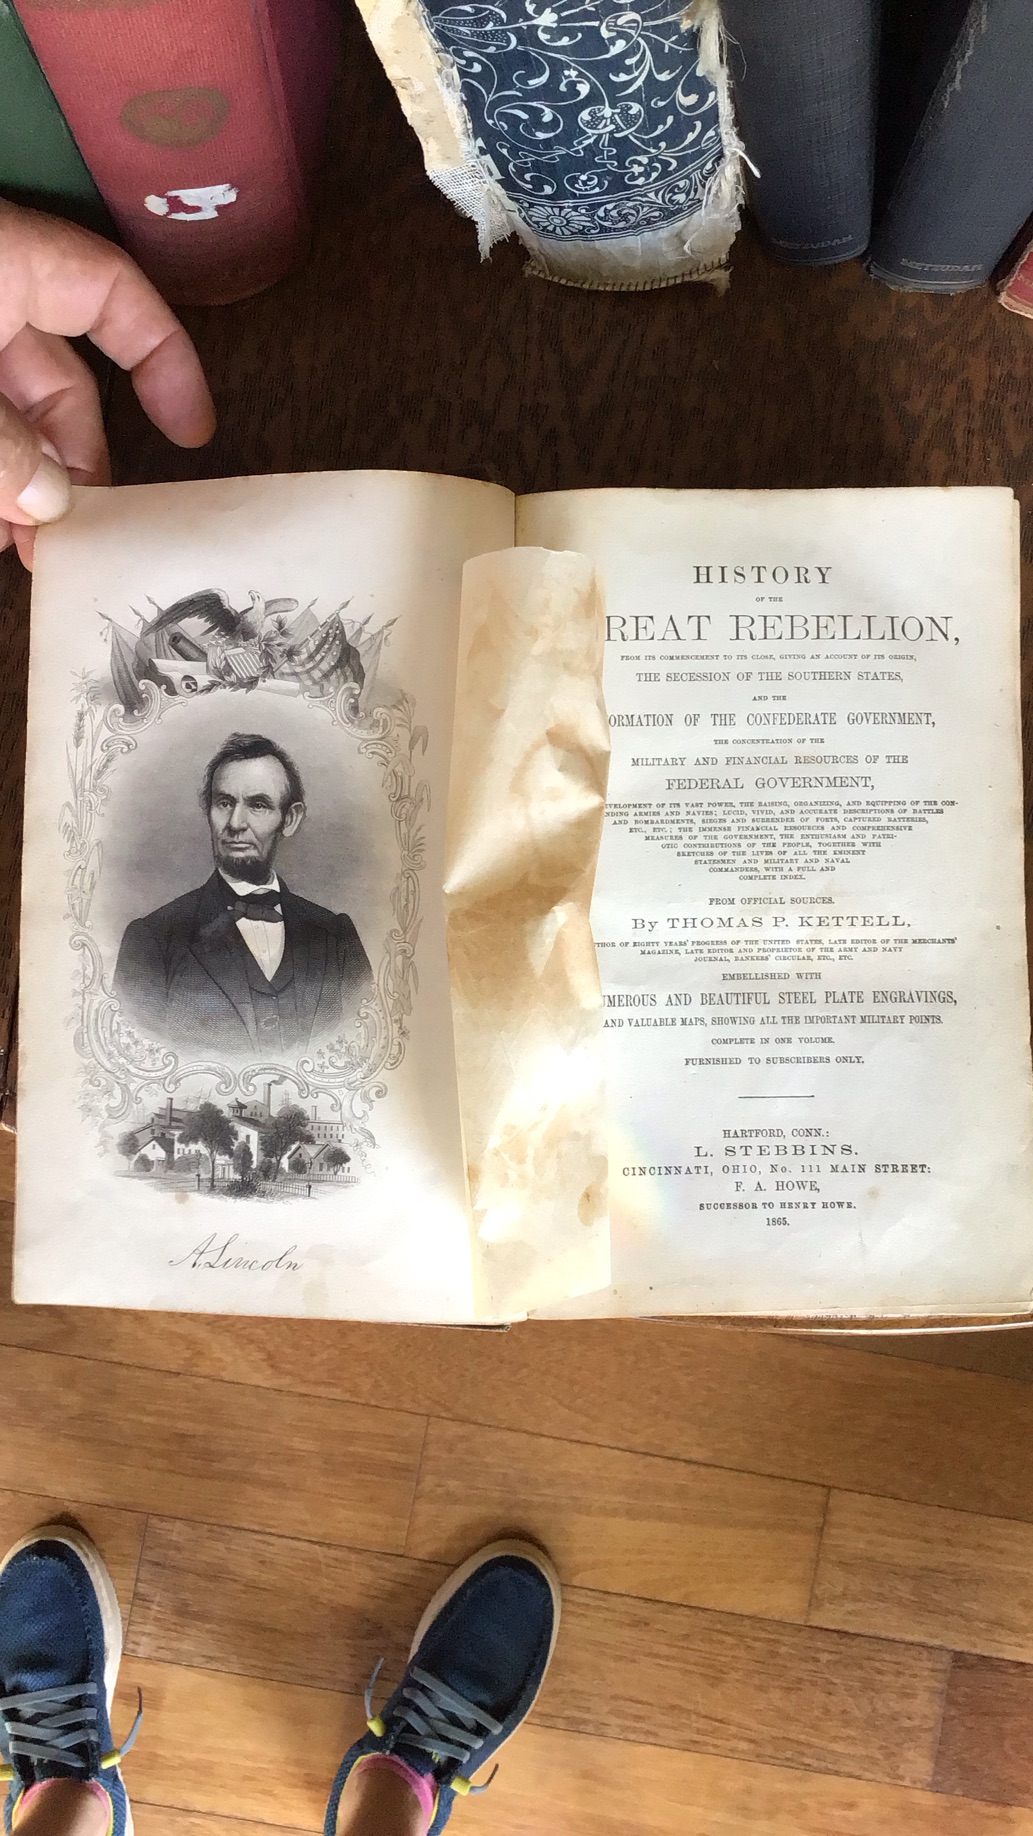 METSUDAH
METSUDAH
A. Lincoln
HISTORY
OF THE
REAT REBELLION,
FROM ITS COMMENCEMENT TO ITS CLOSE, GIVING AN ACCOUNT OF ITS ORIGIN,
THE SECESSION OF THE SOUTHERN STATES,
AND THE
ORMATION OF THE CONFEDERATE GOVERNMENT,
THE CONCENTRATION OF THE
MILITARY AND FINANCIAL RESOURCES OF THE
FEDERAL GOVERNMENT,
EVELOPMENT OF ITS VAST POWER, THE RAISING, ORGANIZING, AND EQUIPPING OF THE CON-
NDING ARMIES AND NAVIES; LUCID, VIVID, AND ACCURATE DESCRIPTIONS OF BATTLES
AND BOMBARDMENTS, SIEGES AND SURRENDER OF FORTS, CAPTURED BATTERIES,
ETC., ETC.; THE IMMENSE FINANCIAL RESOURCES AND COMPREHENSIVE
MEASURES OF THE GOVERNMENT, THE ENTHUSIASM AND PATRI-
OTIC CONTRIBUTIONS OF THE PEOPLE, TOGETHER WITH
SKETCHES OF THE LIVES OF ALL THE EMINENT
STATESMEN AND MILITARY AND NAVAL
COMMANDERS, WITH A FULL AND
COMPLETE INDEX.
FROM OFFICIAL SOURCES.
By THOMAS P. KETTELL,
THOR OF EIGHTY YEARS' PROGRESS OF THE UNITED STATES, LATE EDITOR OF THE MERCHANTS'
MAGAZINE, LATE EDITOR AND PROPRIETOR OF THE ARMY AND NAVY
JOURNAL, BANKERS' CIRCULAR, ETC., ETC.
EMBELLISHED WITH
UMEROUS AND BEAUTIFUL STEEL PLATE ENGRAVINGS,
AND VALUABLE MAPS, SHOWING ALL THE IMPORTANT MILITARY POINTS.
COMPLETE IN ONE VOLUME.
FURNISHED TO SUBSCRIBERS ONLY.
HARTFORD, CONN.:
L. STEBBINS.
CINCINNATI, OHIO, No. 111 MAIN STREET:
F. A. HOWE,
SUCCESSOR TO HENRY HOWE.
1865.